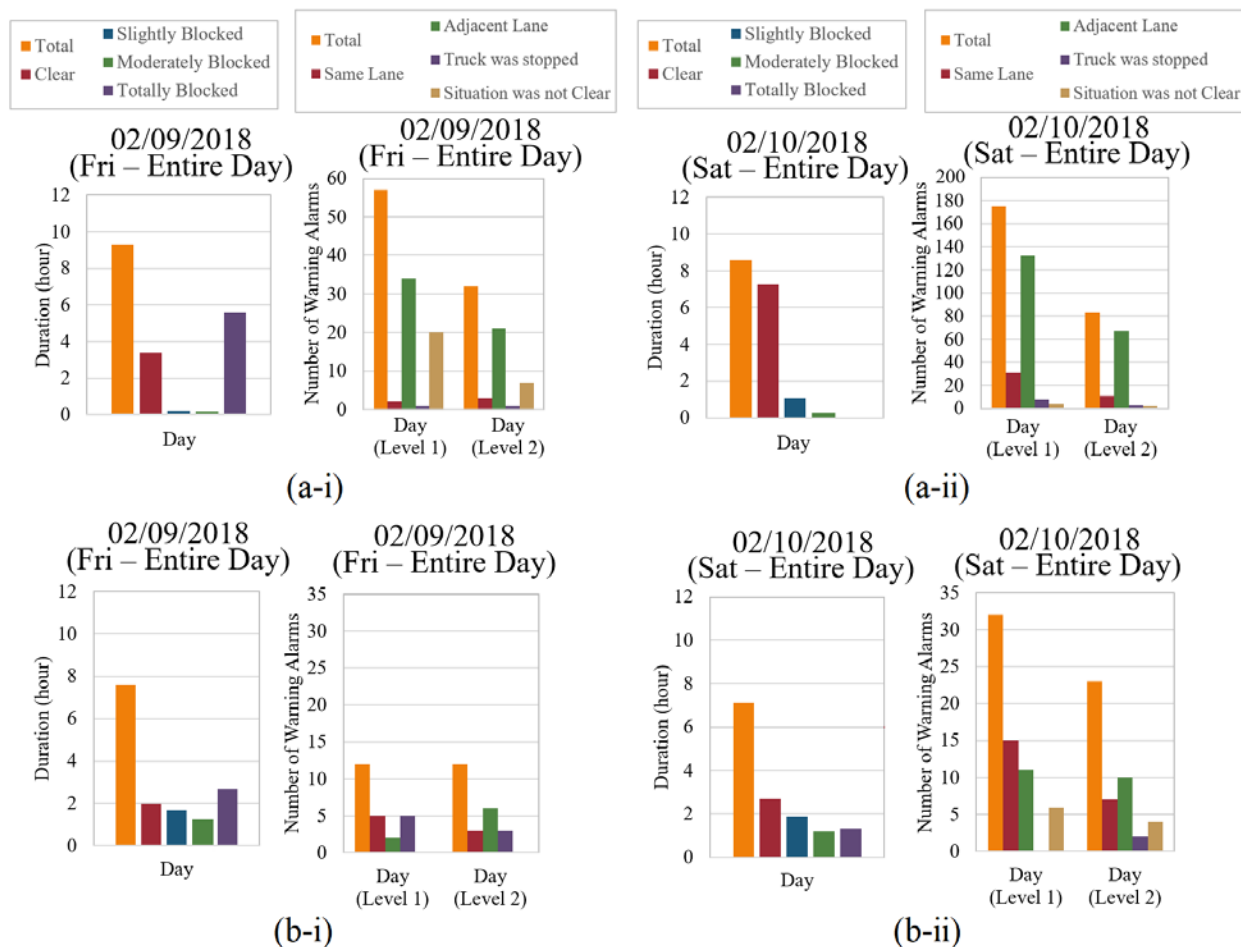 Total
Clear
Slightly Blocked
Moderately Blocked
Totally Blocked
Total
Same Lane
Adjacent Lane
Truck was stopped
Situation was not Clear
Total
Clear
Slightly Blocked
Moderately Blocked
Totally Blocked
Total
Same Lane
Adjacent Lane
Truck was stopped
Situation was not Clear
02/09/2018
(Fri – Entire Day)
12
10
8
6
4
2
0
Duration (hour)
Day
02/09/2018
(Fri – Entire Day)
60
50
40
30
20
10
0
Number of Warning Alarms
Day
(Level 1)
Day
(Level 2)
(a-i)
02/10/2018
(Sat – Entire Day)
12
10
8
6
4
2
0
Duration (hour)
Day
02/10/2018
(Sat – Entire Day)
200
180
160
140
120
100
80
60
40
20
0
Number of Warning Alarms
Day
(Level 1)
Day
(Level 2)
(a-ii)
02/09/2018
(Fri – Entire Day)
12
10
8
6
4
2
0
Duration (hour)
Day
02/09/2018
(Fri – Entire Day)
35
30
25
20
15
10
5
0
Number of Warning Alarms
Day
(Level 1)
Day
(Level 2)
(b-i)
02/10/2018
(Sat – Entire Day)
12
10
8
6
4
2
0
Duration (hour)
Day
02/10/2018
(Sat – Entire Day)
35
30
25
20
15
10
5
0
Number of Warning Alarms
Day
(Level 1)
Day
(Level 2)
(b-ii)